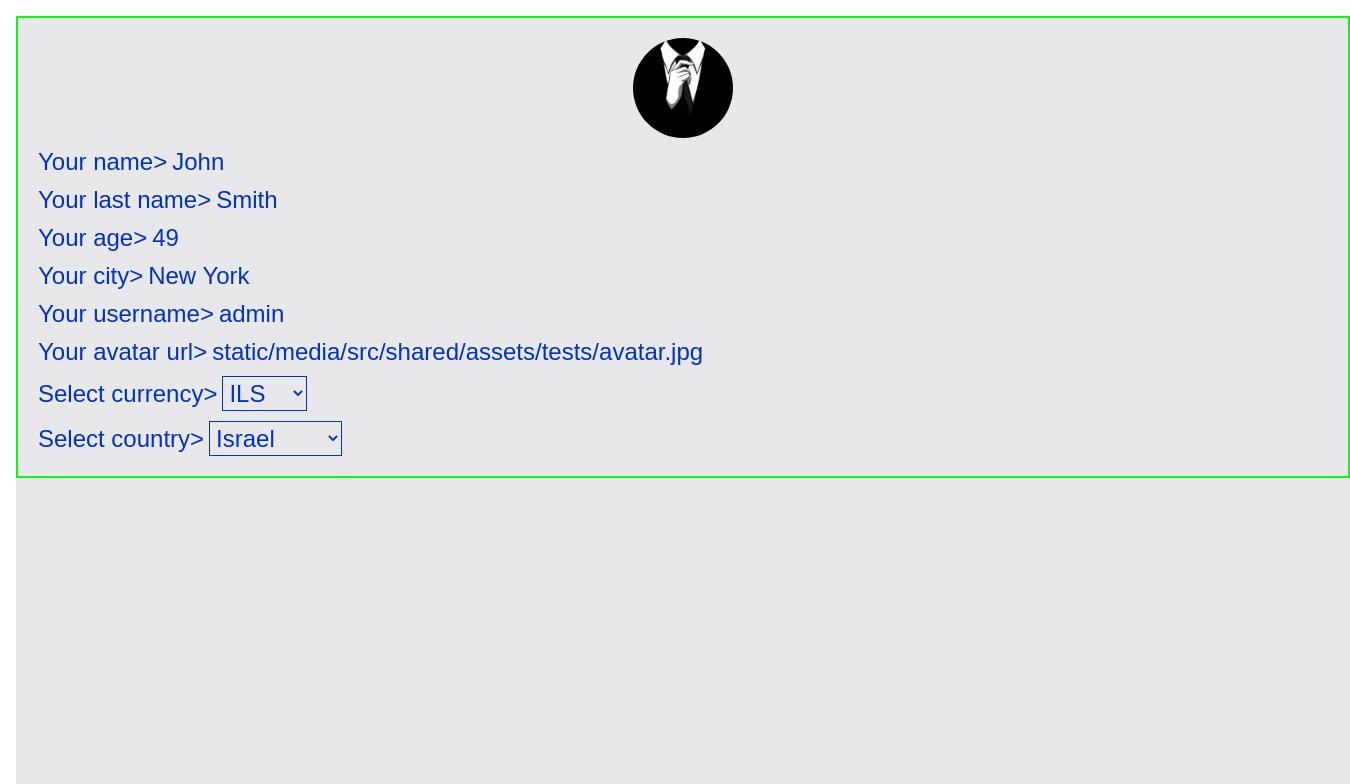 Your name> John
Your last name> Smith
Your age> 49
Your city> New York
Your username> admin
Your avatar url> static/media/src/shared/assets/tests/avatar.jpg
Select currency> ILS
Select country> Israel